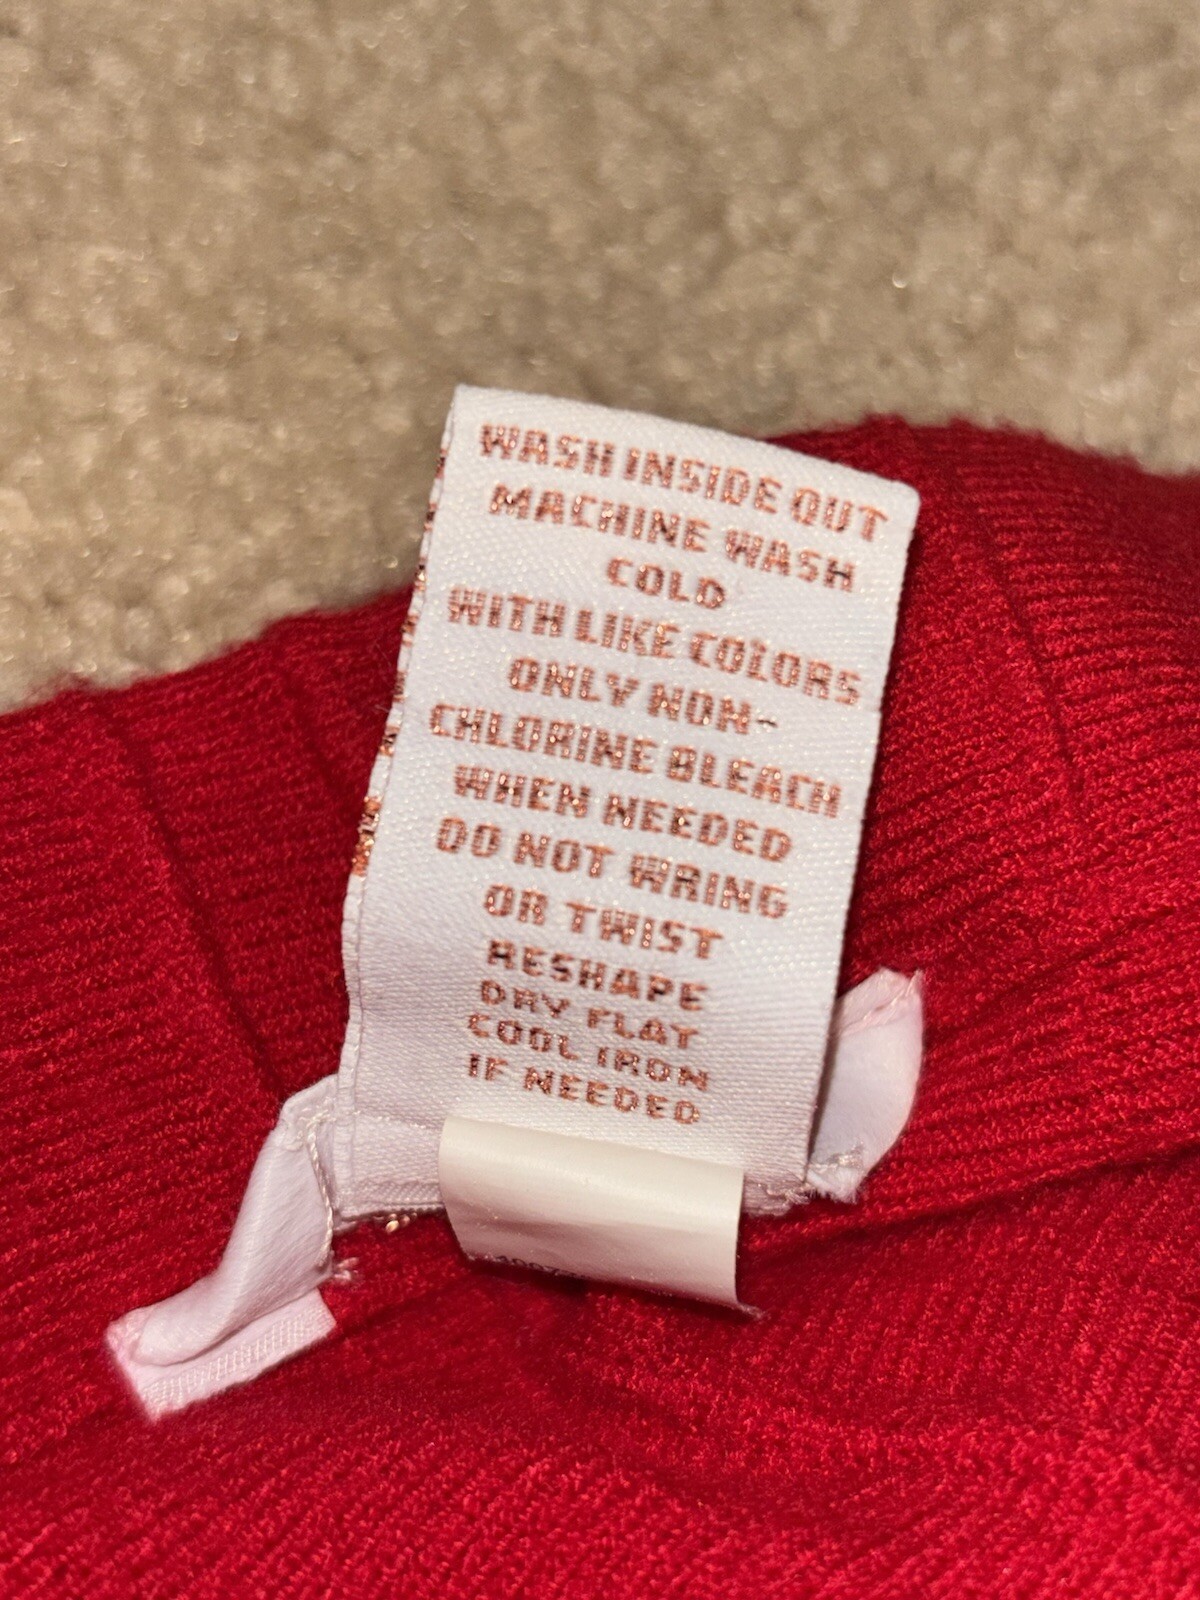 WASH INSIDE OUT
MACHINE WASH
COLD
WITH LIKE COLORS
ONLY NON-
CHLORINE BLEACH
WHEN NEEDED
DO NOT WRING
OR TWIST
RESHAPE
DRY FLAT
COOL IRON
IF NEEDED